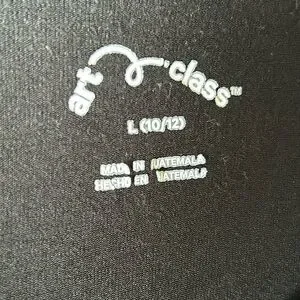 art class™
L (10/12)
MADE IN GUATEMALA
HECHO EN GUATEMALA